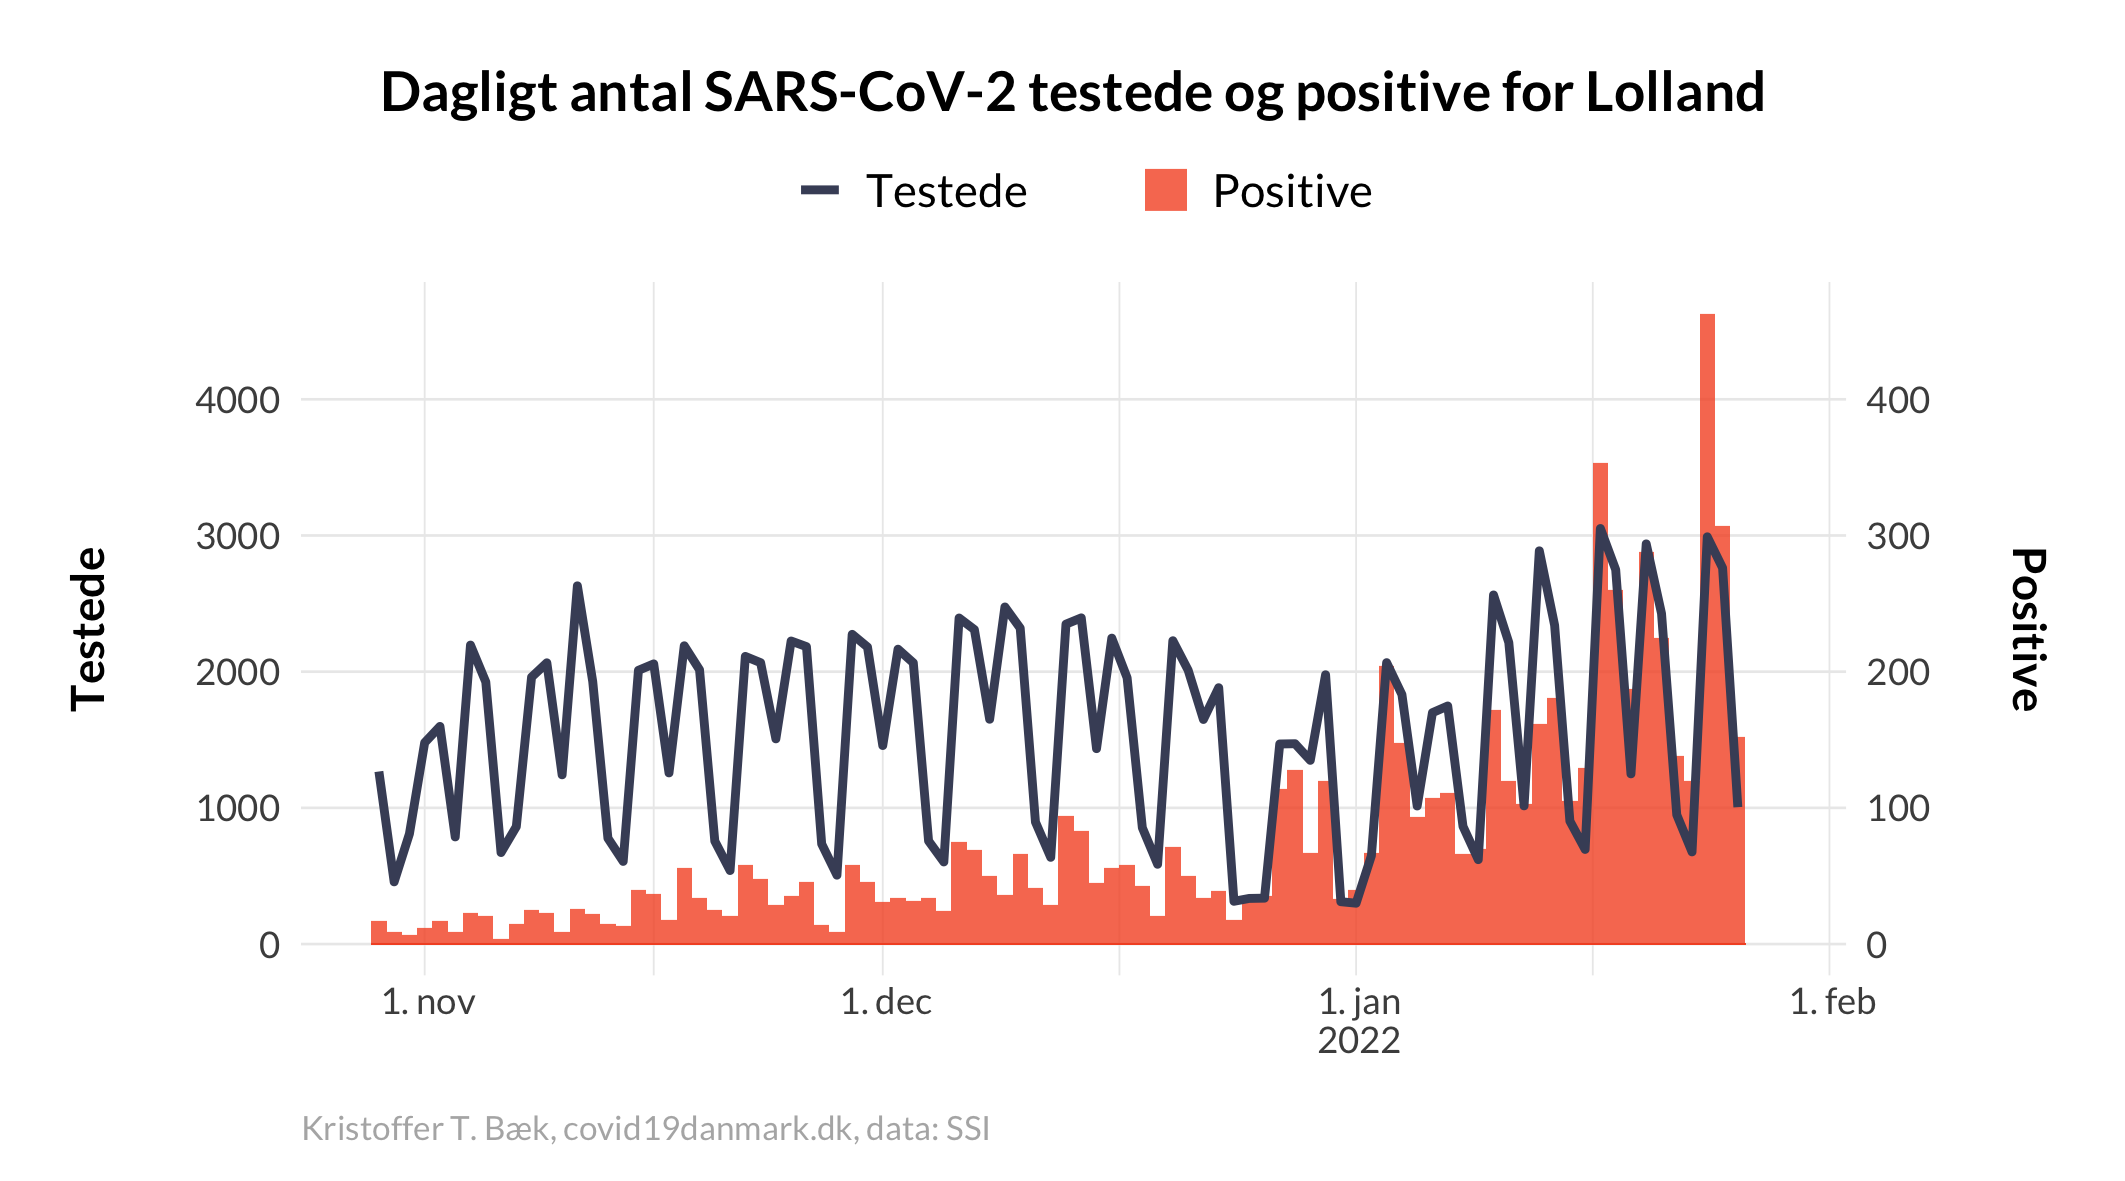 Dagligt antal SARS-CoV-2 testede og positive for Lolland
Testede
Positive
4000
3000
2000
1000
0
Testede
400
300
200
100
0
Positive
1. nov
1. dec
1. jan
2022
1. feb
Kristoffer T. Bæk, covid19danmark.dk, data: SSI